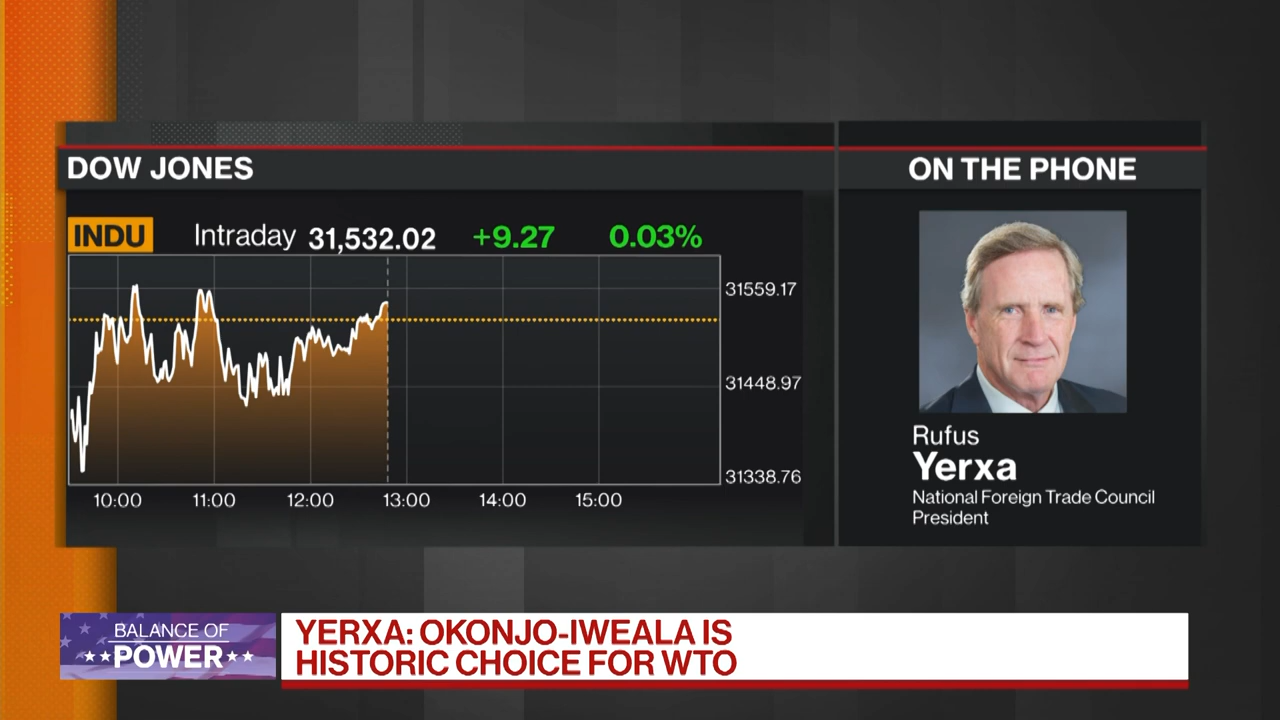 DOW JONES
INDU Intraday 31,532.02 +9.27 0.03%
31559.17
31448.97
31338.76
10:00 11:00 12:00 13:00 14:00 15:00
ON THE PHONE
Rufus
Yerxa
National Foreign Trade Council
President
BALANCE OF
POWER
YERXA: OKONJO-IWEALA IS
HISTORIC CHOICE FOR WTO